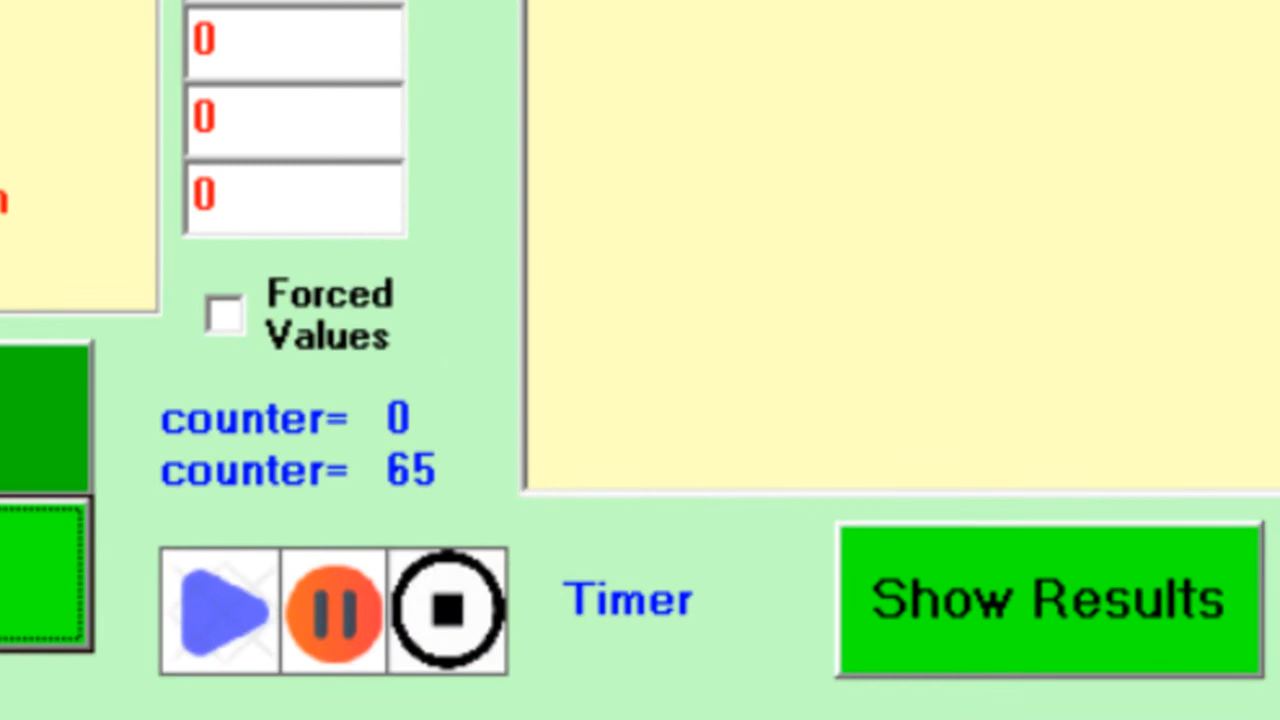 0
0
0
Forced
Values
counter= 0
counter= 65
Timer
Show Results